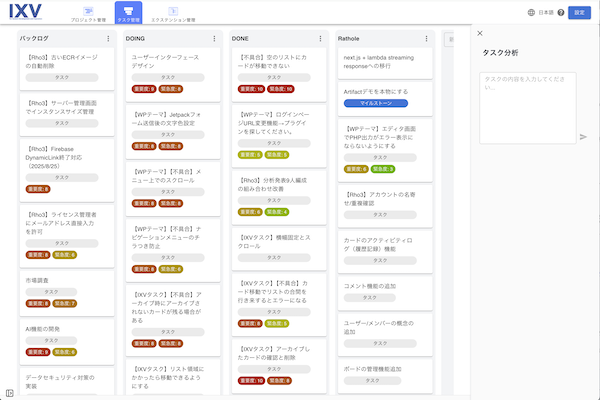 IXV
プロジェクト管理
タスク管理
エクステンション管理
日本語
設定
バックログ
【Rho3】古いECRイメージ
の自動削除
タスク
【Rho3】サーバー管理画面
でインスタンスサイズ管理
タスク
【Rho3】Firebase
DynamicLink終了対応
(2025/8/25)
タスク
重要度: 8
【Rho3】ライセンス管理者
にメールアドレス直接入力
を許可
タスク
重要度: 8
緊急度: 6
市場調査
タスク
重要度: 8
緊急度: 7
AI機能の開発
タスク
重要度: 9
緊急度: 8
データセキュリティ対策の
実装
DOING
ユーザーインターフェース
デザイン
タスク
重要度: 9
緊急度: 8
【WPテーマ】Jetpackフォー
ム送信後の文字色設定
タスク
重要度: 8
緊急度: 8
【WPテーマ】【不具合】メ
ニュー上でのスクロール
タスク
重要度: 8
緊急度: 8
【WPテーマ】【不具合】ナ
ビゲーションメニューのチ
ラつき防止
タスク
重要度: 8
緊急度: 6
【IXVタスク】【不具合】ア
ーカイブ時にアーカイブさ
れないカードが残る場合が
ある
タスク
重要度: 8
緊急度: 8
【IXVタスク】リスト領域に
かかったら移動できるよう
にする
DONE
【不具合】空のリストにカ
ードが移動できない
タスク
重要度: 10
緊急度: 10
【WPテーマ】ログインペー
ジURL変更機能→プラグイ
ンを探してください。
タスク
重要度: 5
緊急度: 5
【Rho3】分析発表9人編成
の組み合わせ改善
タスク
重要度: 6
緊急度: 4
【IXVタスク】横幅固定とス
クロール
タスク
【IXVタスク】【不具合】カ
ード移動でリストの合間を
行き来するとエラーになる
タスク
重要度: 8
緊急度: 5
【IXVタスク】アーカイブし
たカードの確認と削除
タスク
重要度: 10
緊急度: 8
Rathole
next.js + lambda streaming
responseへの移行
Artifactデモを本物にする
マイルストーン
【WPテーマ】エディタ画面
でPHP出力がエラー表示に
ならないようにする
タスク
重要度: 6
緊急度: 3
【Rho3】アカウントの名寄
せ/重複確認
タスク
カードのアクティビティロ
グ(履歴記録)機能
タスク
コメント機能の追加
タスク
ユーザー/メンバーの概念の
追加
タスク
ボードの管理機能追加
タスク
タスク分析
タスクの内容を入力してくださ
い...